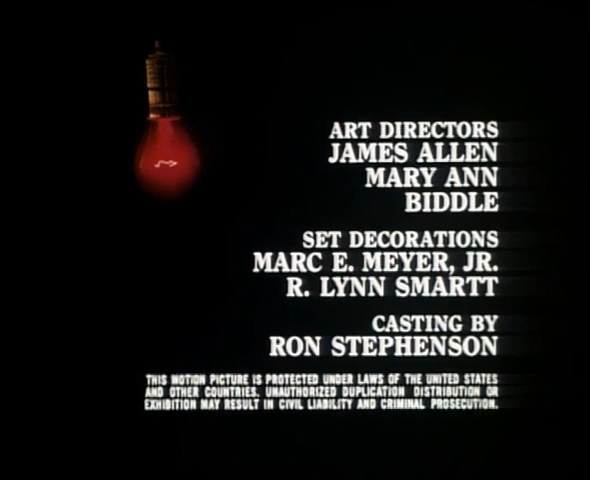 ART DIRECTORS
JAMES ALLEN
MARY ANN
BIDDLE
SET DECORATIONS
MARC E. MEYER, JR.
R. LYNN SMARTT
CASTING BY
RON STEPHENSON
THIS MOTION PICTURE IS PROTECTED UNDER LAWS OF THE UNITED STATES
AND OTHER COUNTRIES. UNAUTHORIZED DUPLICATION DISTRIBUTION OR
EXHIBITION MAY RESULT IN CIVIL LIABILITY AND CRIMINAL PROSECUTION.